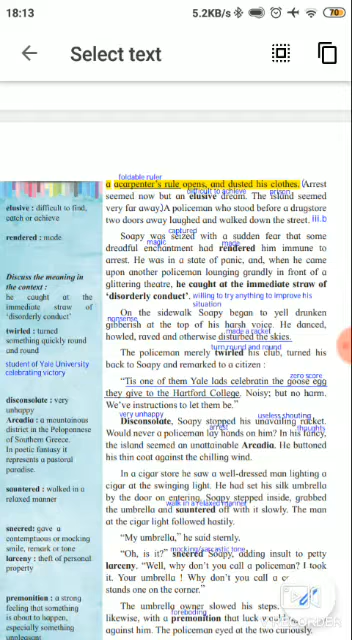 18:13
5.2KB/s
70
Select text
foldable ruler
a acarpenter's rule opens, and dusted his clothes. (Arrest
difficult to achieve prison
seemed now but an elusive dream. The island seemed
very far away.) A policeman who stood before a drugstore
two doors away laughed and walked down the street. iii.b
captured
Soapy was seized with a sudden fear that some
magic made
dreadful enchantment had rendered him immune to
arrest. He was in a state of panic, and, when he came
upon another policeman lounging grandly in front of a
glittering theatre, he caught at the immediate straw of
'disorderly conduct'. willing to try anything to improve his
situation
On the sidewalk Soapy began to yell drunken
nonsense
gibberish at the top of his harsh voice. He danced,
made a racket
howled, raved and otherwise disturbed the skies.
turn round and round
The policeman merely twirled his club, turned his
back to Soapy and remarked to a citizen :
zero score
"'Tis one of them Yale lads celebratin the goose egg
they give to the Hartford College. Noisy; but no harm.
We've instructions to let them be."
very unhappy useless shouting
Disconsolate, Soapy stopped his unavailing racket.
arrest thoughts
Would never a policeman lay hands on him? In his fancy,
the island seemed an unattainable Arcadia. He buttoned
his thin coat against the chilling wind.
In a cigar store he saw a well-dressed man lighting a
cigar at the swinging light. He had set his silk umbrella
by the door on entering. Soapy stepped inside, grabbed
walk in a relaxed manner
the umbrella and sauntered off with it slowly. The man
at the cigar light followed hastily.
"My umbrella," he said sternly.
mocking/sarcastic tone
"Oh, is it?" sneered Soapy, adding insult to petty
larceny. "Well, why don't you call a policeman? I took
it. Your umbrella ! Why don't you call a
stands one on the corner."
The umbrella owner slowed his steps.
foreboding
likewise, with a premonition that luck
against him. The policeman eyed at the two curiously.
elusive : difficult to find,
catch or achieve
rendered : made
Discuss the meaning in
the context :
he caught at the
immediate straw of
'disorderly conduct'
twirled : turned
something quickly round
and round
student of Yale University
celebrating victory
disconsolate : very
unhappy
Arcadia : a mountainous
district in the Peloponnese
of Southern Greece.
In poetic fantasy it
represents a pastoral
paradise.
sauntered : walked in a
relaxed manner
sneered: gave a
contemptuous or mocking
smile, remark or tone
larceny : theft of personal
property
premonition : a strong
feeling that something
is about to happen,
especially something